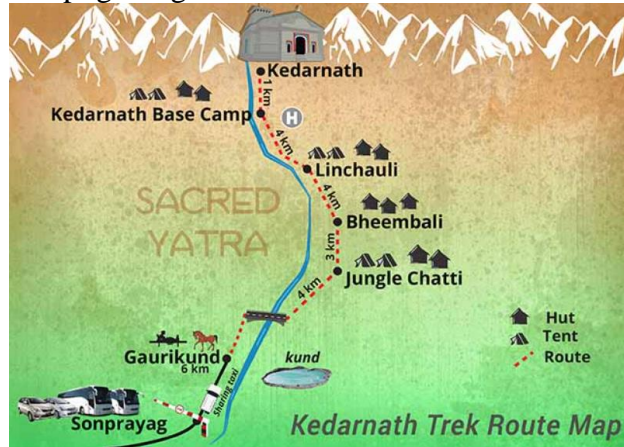 Kedarnath
1 km
Kedarnath Base Camp
H
4 km
Linchauli
4 km
SACRED
YATRA
Bheembali
3 km
Jungle Chatti
4 km
Hut
Tent
Route
Gaurikund
6 km
kund
Sharing taxi
Sonprayag
Kedarnath Trek Route Map